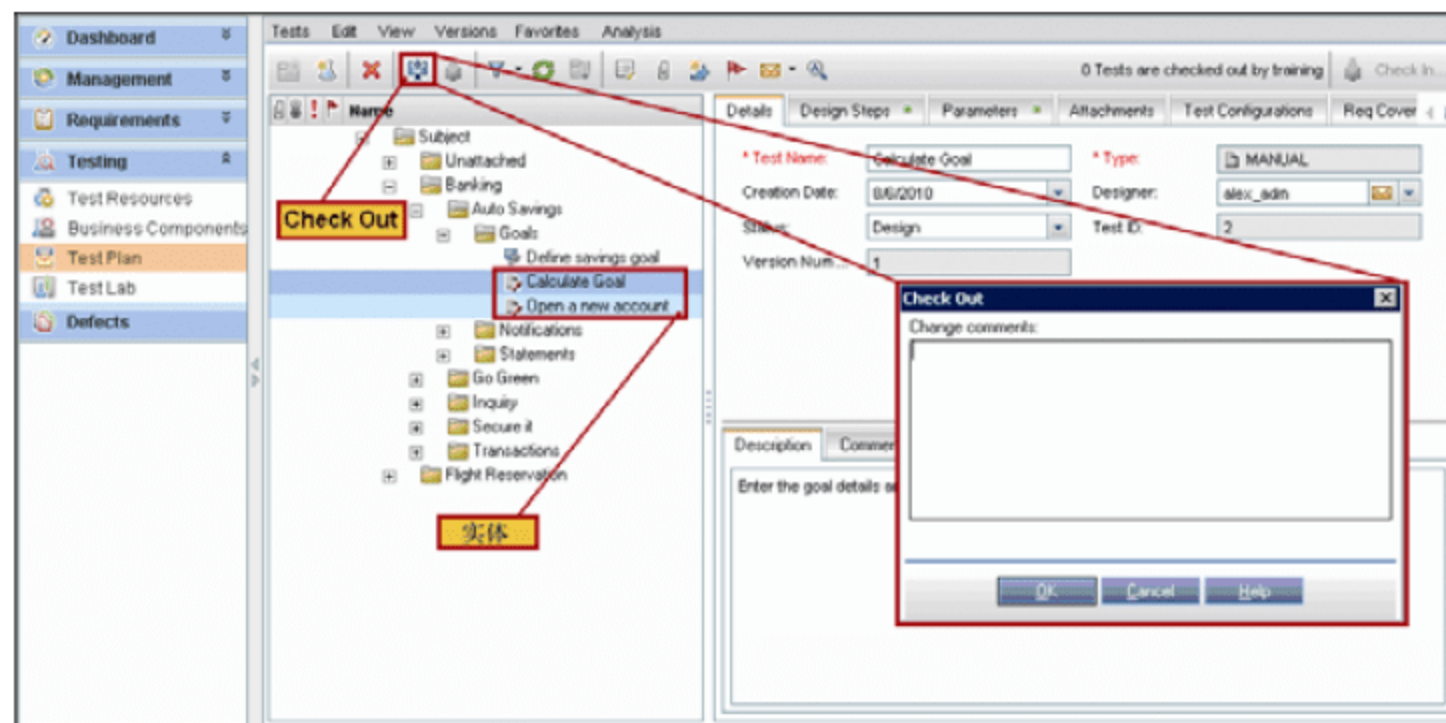 Dashboard
Management
Requirements
Testing
Test Resources
Business Components
Test Plan
Test Lab
Defects
Tests Edit View Versions Favorites Analysis
0 Tests are checked out by training Check In...
Name
Subject
Unattached
Banking
Auto Savings
Goals
Define savings goal
Calculate Goal
Open a new account
Notifications
Statements
Go Green
Inquiry
Secure it
Transactions
Flight Reservation
Check Out
实体
Details Design Steps Parameters Attachments Test Configurations Req Cover
* Test Name: Calculate Goal * Type: MANUAL
Creation Date: 8/6/2010 Designer: alex_adm
Status: Design Test ID: 2
Version Num... 1
Description Commen
Enter the goal details a
Check Out
Change comments:
OK Cancel Help